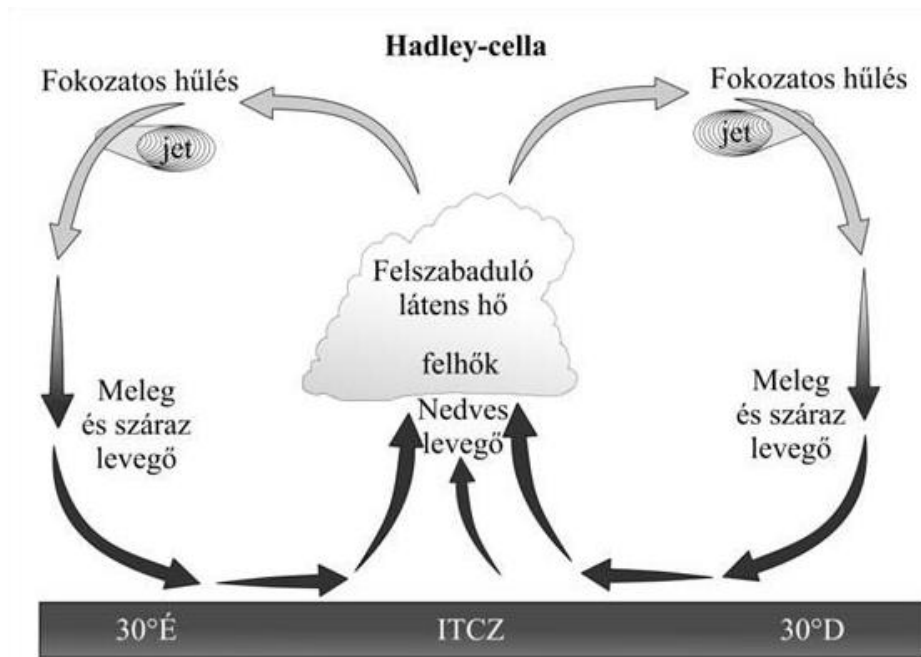 Hadley-cella
Fokozatos hűlés
jet
Fokozatos hűlés
jet
Felszabaduló
látens hő
felhők
Nedves
levegő
Meleg
és száraz
levegő
Meleg
és száraz
levegő
30°É
ITCZ
30°D